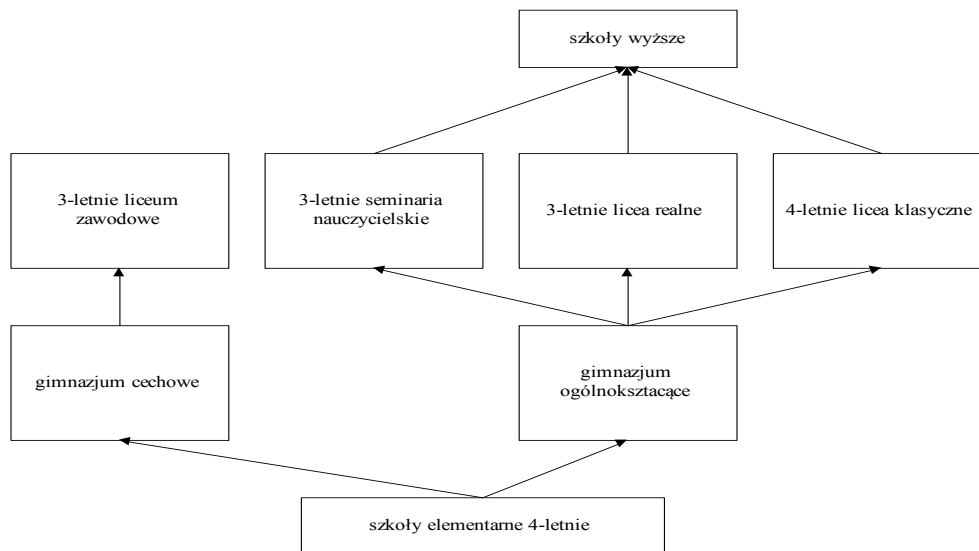 szkoły wyższe
3-letnie liceum
zawodowe
3-letnie seminaria
nauczycielskie
3-letnie licea realne
4-letnie licea klasyczne
gimnazjum cechowe
gimnazjum
ogólnoksztacące
szkoły elementarne 4-letnie